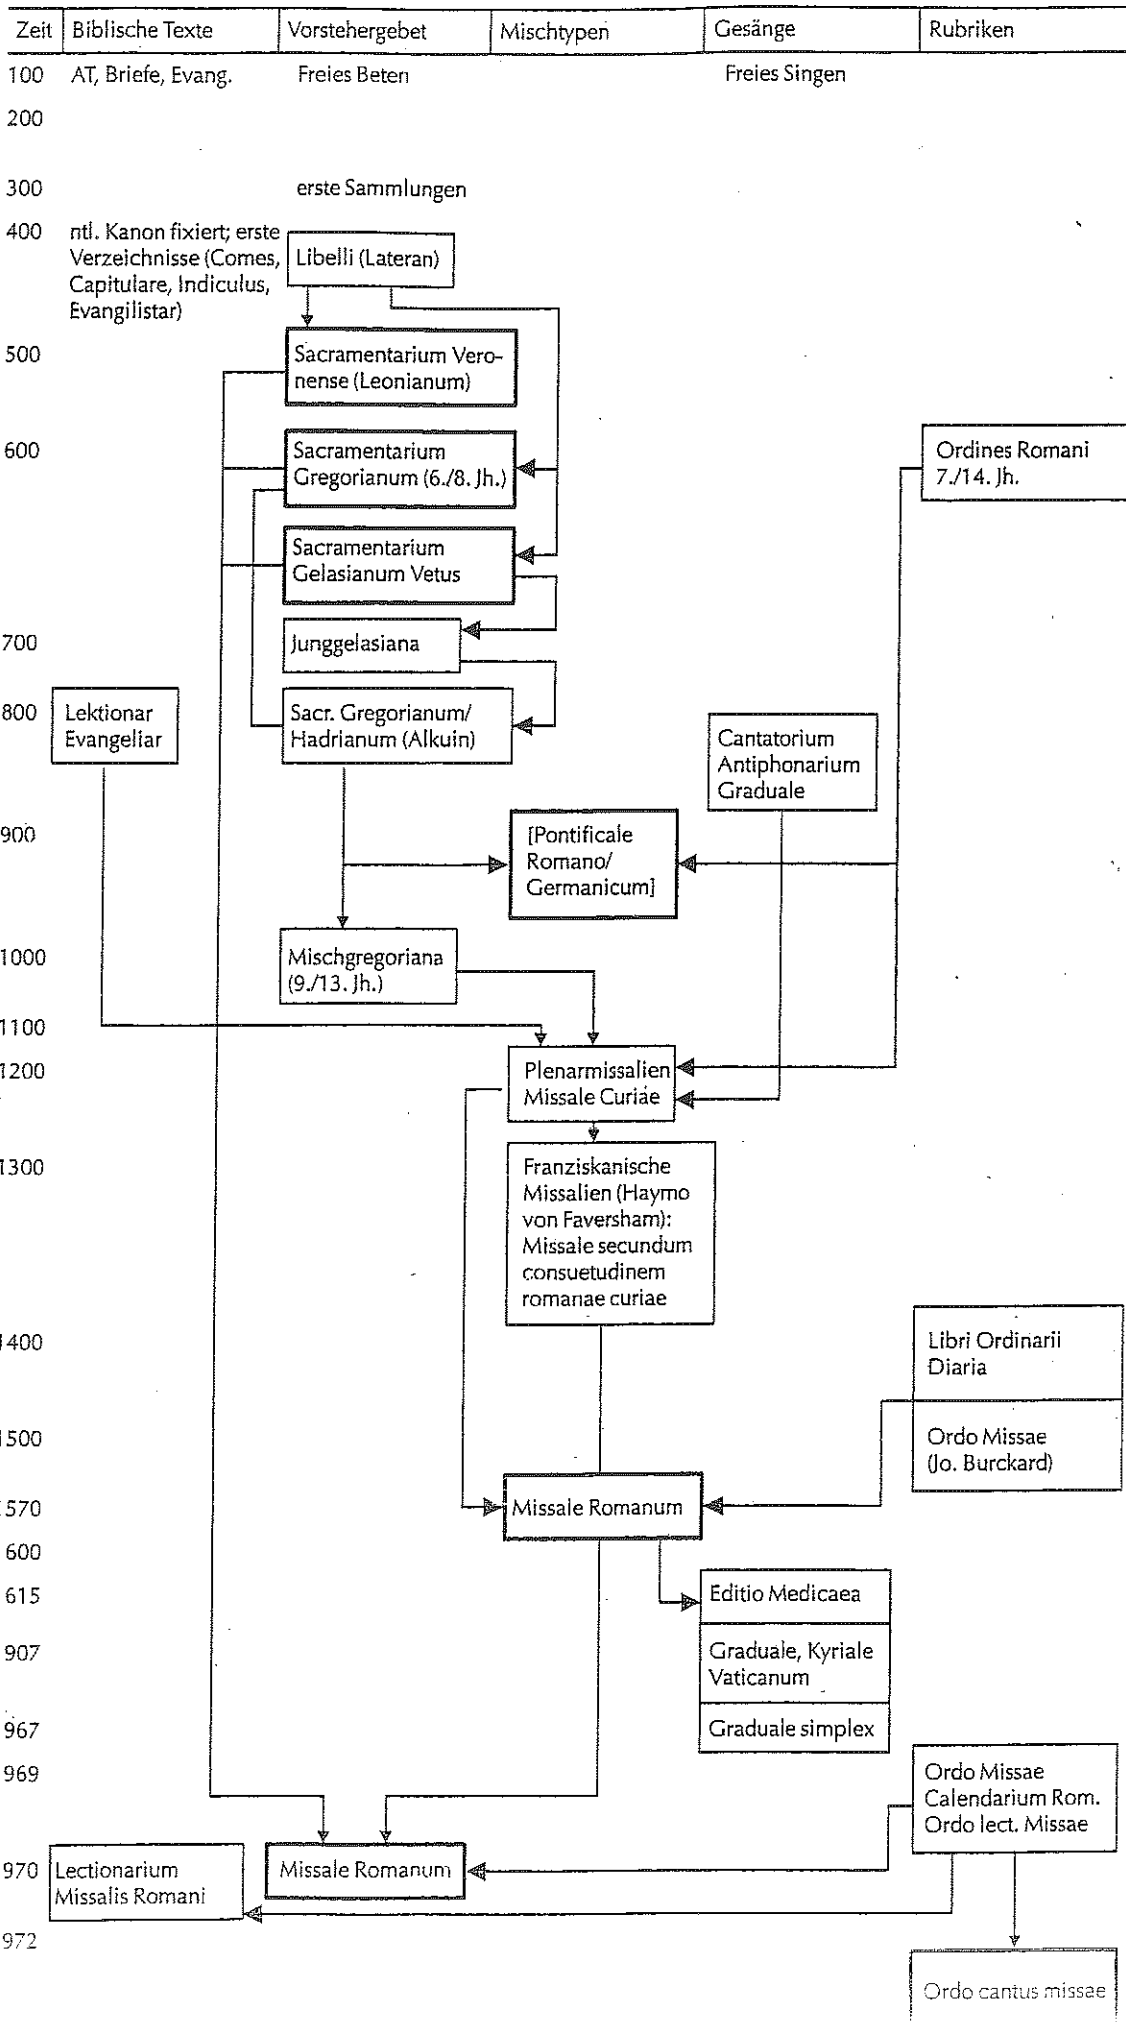 Zeit Biblische Texte Vorstehergebet Mischtypen Gesänge Rubriken
100 AT, Briefe, Evang. Freies Beten Freies Singen
200
300 erste Sammlungen
400 ntl. Kanon fixiert; erste
Verzeichnisse (Comes,
Capitulare, Indiculus,
Evangilistar)
Libelli (Lateran)
500 Sacramentarium Vero-
nense (Leonianum)
600 Sacramentarium
Gregorianum (6./8. Jh.)
Ordines Romani
7./14. Jh.
Sacramentarium
Gelasianum Vetus
700 Junggelasiana
800 Lektionar
Evangeliar
Sacr. Gregorianum/
Hadrianum (Alkuin)
Cantatorium
Antiphonarium
Graduale
900 [Pontificale
Romano/
Germanicum]
1000 Mischgregoriana
(9./13. Jh.)
1100
1200 Plenarmissalien
Missale Curiae
1300 Franziskanische
Missalien (Haymo
von Faversham):
Missale secundum
consuetudinem
romanae curiae
1400 Libri Ordinarii
Diaria
1500 Ordo Missae
(Jo. Burckard)
570 Missale Romanum
600
615 Editio Medicaea
907 Graduale, Kyriale
Vaticanum
967 Graduale simplex
969 Ordo Missae
Calendarium Rom.
Ordo lect. Missae
970 Lectionarium
Missalis Romani
Missale Romanum
972
Ordo cantus missae